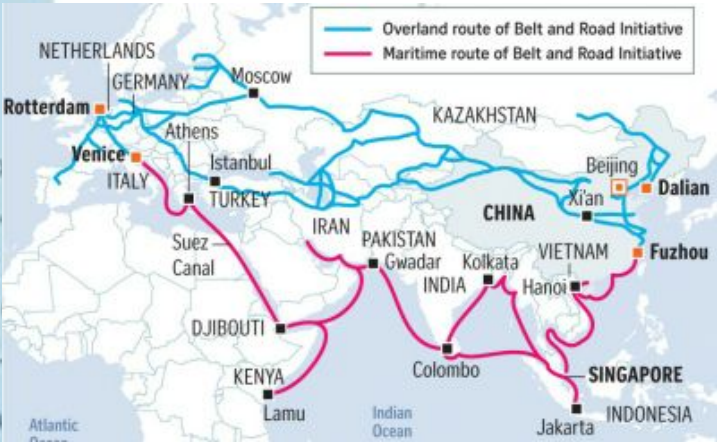 Overland route of Belt and Road Initiative
Maritime route of Belt and Road Initiative
NETHERLANDS
GERMANY
Moscow
Rotterdam
KAZAKHSTAN
Athens
Venice
Istanbul
Beijing
ITALY
TURKEY
Xi'an
Dalian
CHINA
IRAN
PAKISTAN
Suez
Canal
Gwadar
Kolkata
VIETNAM
Fuzhou
INDIA
Hanoi
DJIBOUTI
Colombo
SINGAPORE
KENYA
Lamu
Indian
Ocean
Jakarta
INDONESIA
Atlantic
Ocean